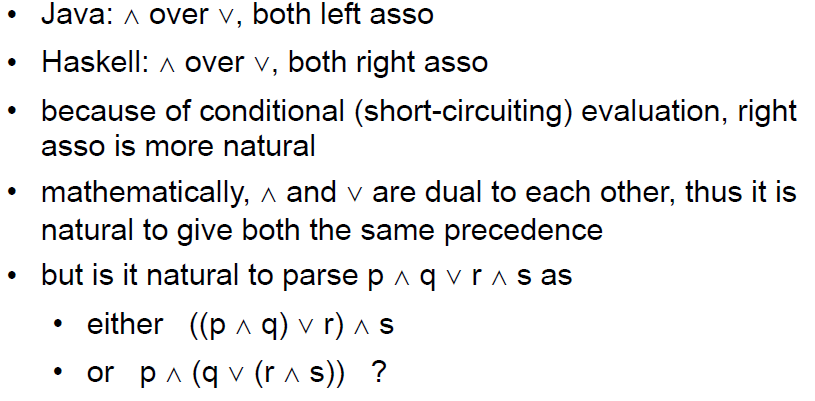 • Java: ∧ over ∨, both left asso
• Haskell: ∧ over ∨, both right asso
• because of conditional (short-circuiting) evaluation, right
asso is more natural
• mathematically, ∧ and ∨ are dual to each other, thus it is
natural to give both the same precedence
• but is it natural to parse p ∧ q ∨ r ∧ s as
• either ((p ∧ q) ∨ r) ∧ s
• or p ∧ (q ∨ (r ∧ s)) ?